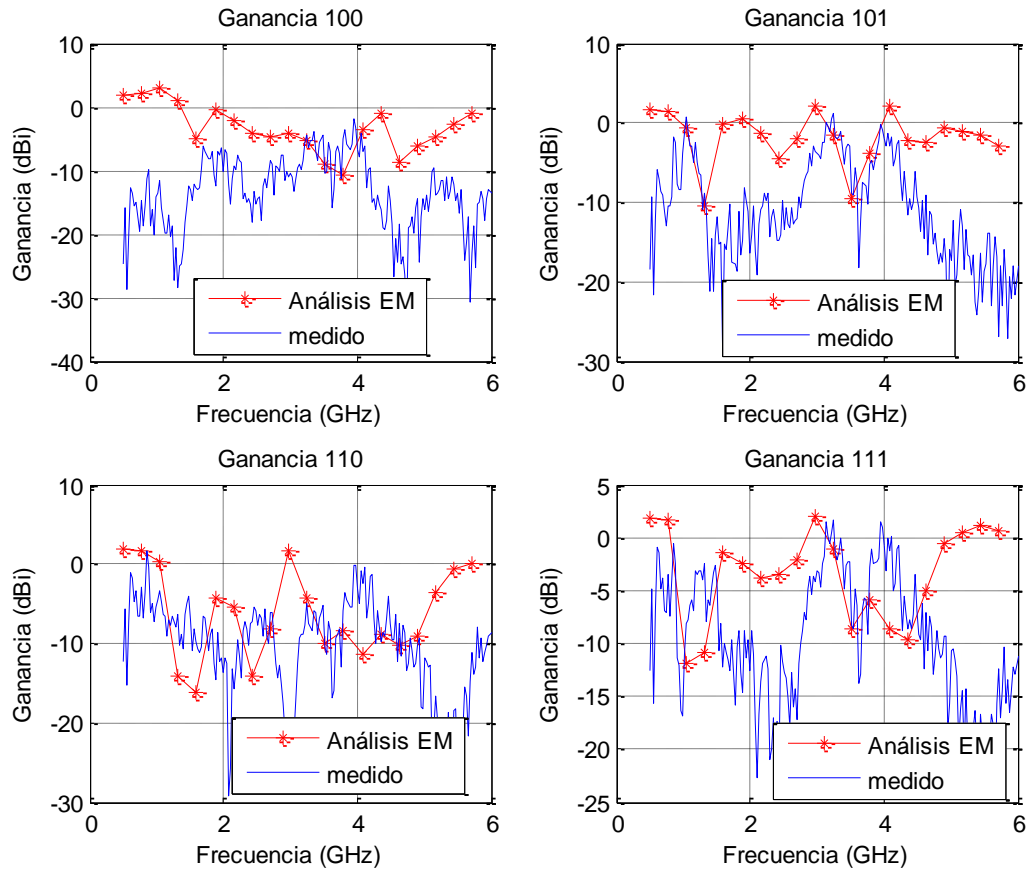 Ganancia 100
Ganancia (dBi)
10
0
-10
-20
-30
-40
0
2
4
6
Frecuencia (GHz)
Análisis EM
medido
Ganancia 101
Ganancia (dBi)
10
0
-10
-20
-30
0
2
4
6
Frecuencia (GHz)
Análisis EM
medido
Ganancia 110
Ganancia (dBi)
10
0
-10
-20
-30
0
2
4
6
Frecuencia (GHz)
Análisis EM
medido
Ganancia 111
Ganancia (dBi)
5
0
-5
-10
-15
-20
-25
0
2
4
6
Frecuencia (GHz)
Análisis EM
medido